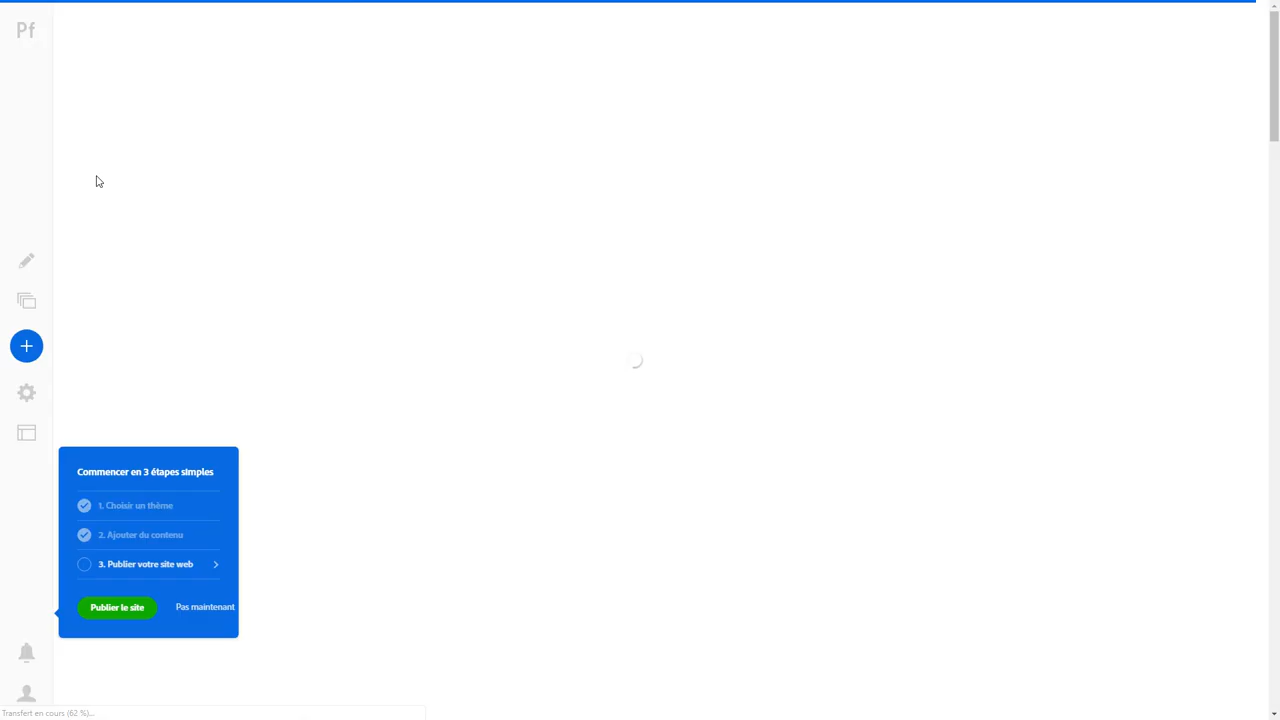 Pf
Commencer en 3 étapes simples
1. Choisir un thème
2. Ajouter du contenu
3. Publier votre site web
Publier le site
Pas maintenant
Transfert en cours (62 %)...